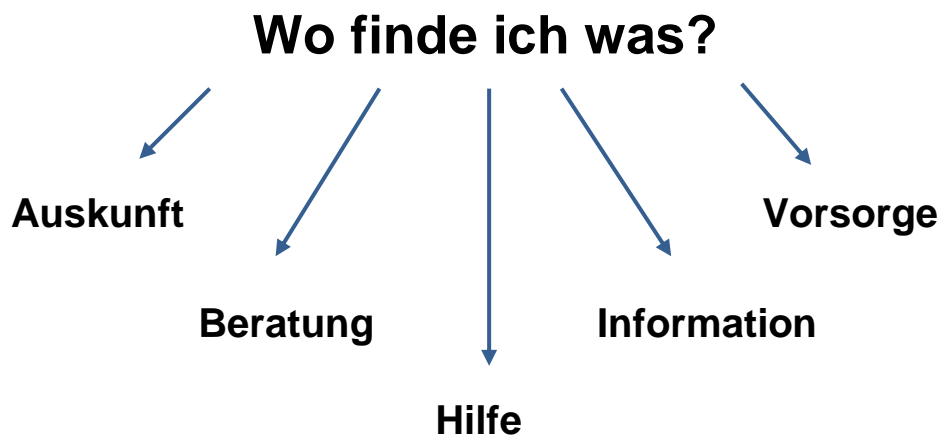 Wo finde ich was?
Auskunft
Vorsorge
Beratung
Information
Hilfe